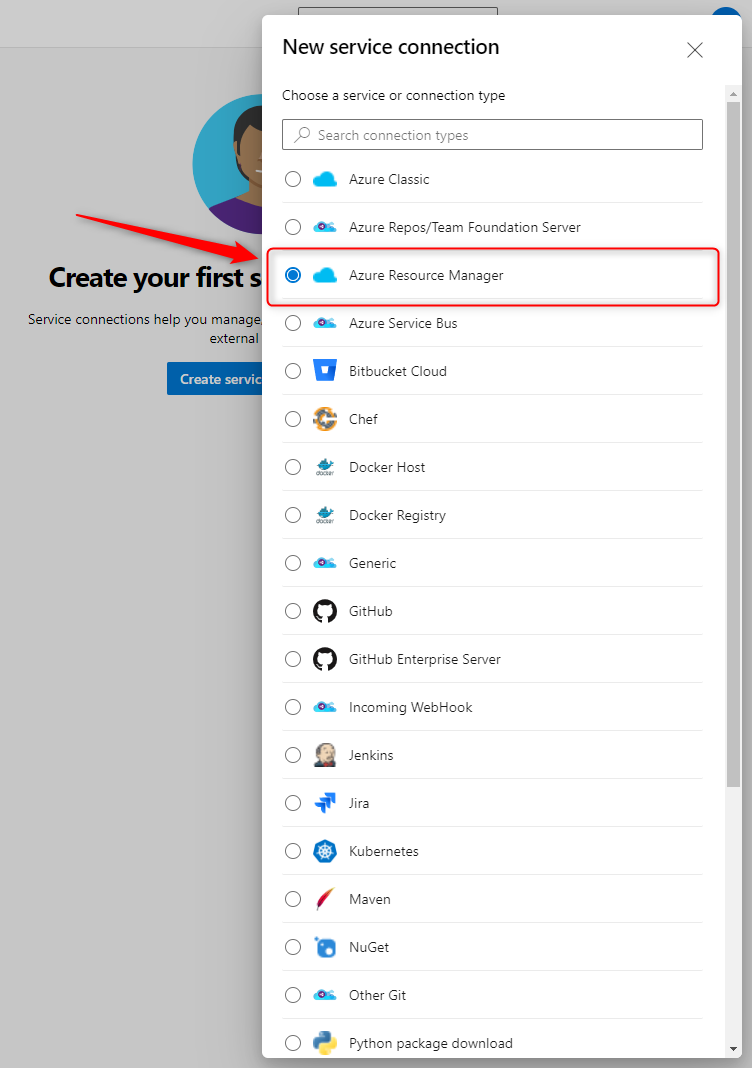 New service connection
Choose a service or connection type
Search connection types
Azure Classic
Azure Repos/Team Foundation Server
Create your first s
Azure Resource Manager
Service connections help you manage,
external
Azure Service Bus
Bitbucket Cloud
Create servic
Chef
docker
Docker Host
docker
Docker Registry
Generic
GitHub
GitHub Enterprise Server
Incoming WebHook
Jenkins
Jira
Kubernetes
Maven
NuGet
Other Git
Python package download